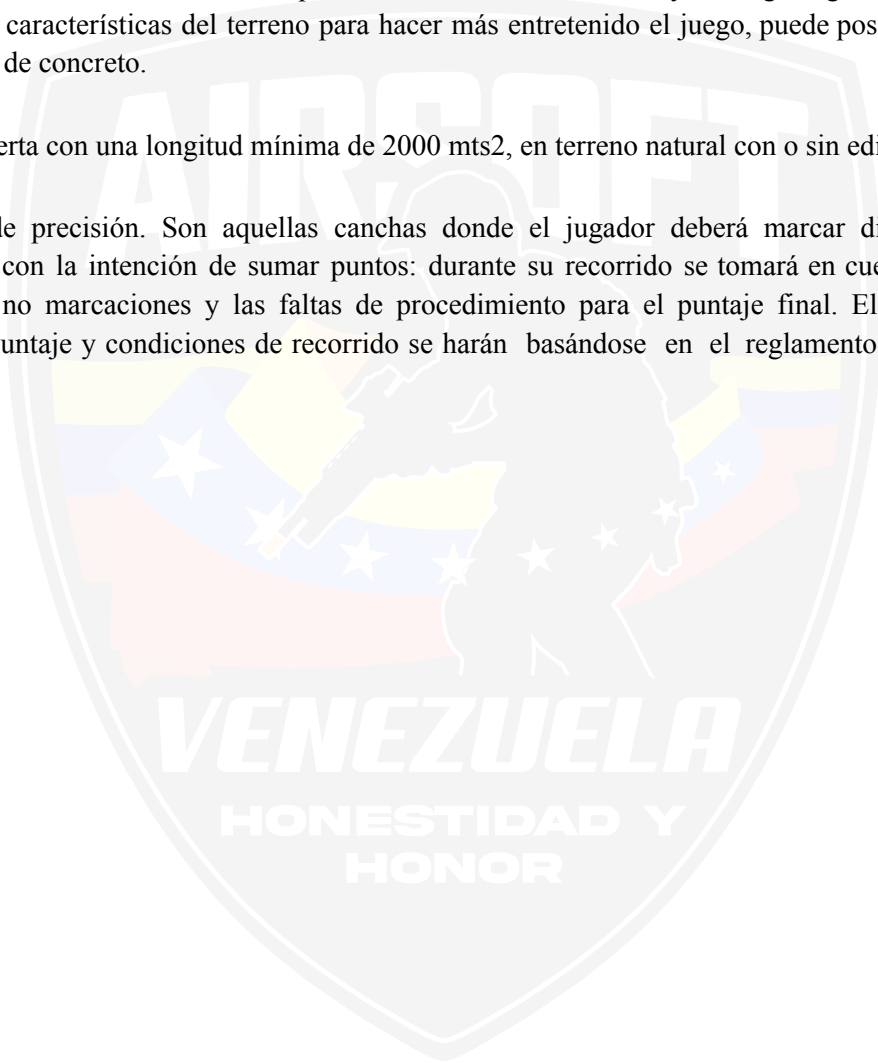 características del terreno para hacer más entretenido el juego, puede pos
de concreto.
erta con una longitud mínima de 2000 mts2, en terreno natural con o sin edi
de precisión. Son aquellas canchas donde el jugador deberá marcar di
con la intención de sumar puntos: durante su recorrido se tomará en cue
no marcaciones y las faltas de procedimiento para el puntaje final. El
untaje y condiciones de recorrido se harán basándose en el reglamento
AIRSOFT
VENEZUELA
HONESTIDAD Y
HONOR